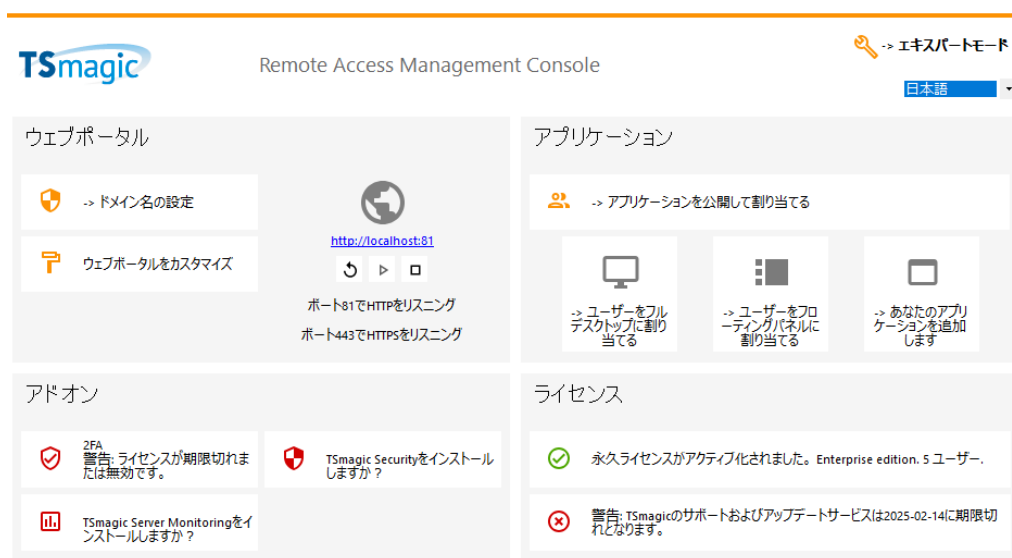 TSmagic
Remote Access Management Console
-> エキスパートモード
日本語
ウェブポータル
-> ドメイン名の設定
ウェブポータルをカスタマイズ
http://localhost:81
ポート81でHTTPをリスニング
ポート443でHTTPSをリスニング
アプリケーション
-> アプリケーションを公開して割り当てる
-> ユーザーをフル
デスクトップに割り
当てる
-> ユーザーをフロ
ーティングパネルに
割り当てる
-> あなたのアプリ
ケーションを追加
します
アドオン
2FA
警告: ライセンスが期限切れま
たは無効です。
TSmagic Securityをインストール
しますか？
TSmagic Server Monitoringをイ
ンストールしますか？
ライセンス
永久ライセンスがアクティブ化されました。Enterprise edition. 5 ユーザー.
警告: TSmagicのサポートおよびアップデートサービスは2025-02-14に期限切
れとなります。